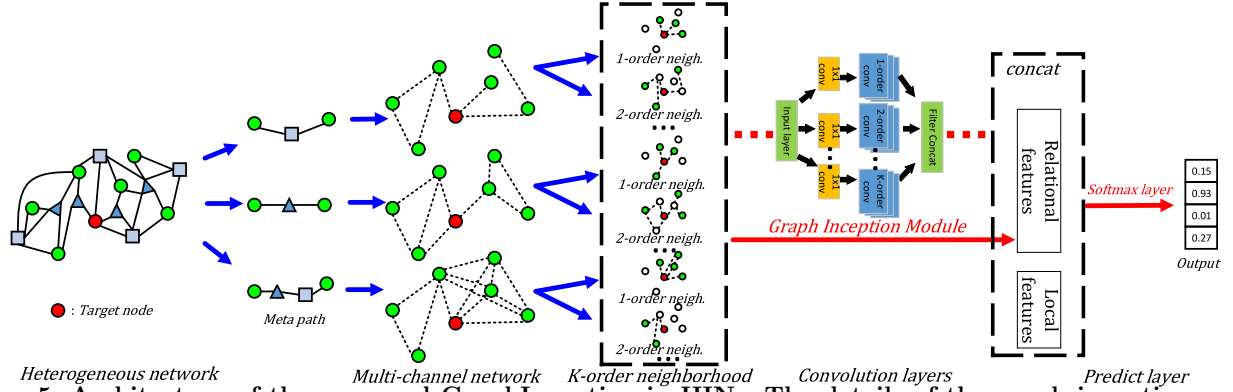 1-order neigh.
2-order neigh.
1-order neigh.
2-order neigh.
1-order neigh.
2-order neigh.
Input layer
1x1 conv
1x1 conv
1x1 conv
1-order conv
2-order conv
K-order conv
Filter Concat
Graph Inception Module
concat
Relational features
Local features
Softmax layer
0.15
0.93
0.01
0.27
Output
: Target node
Meta path
Heterogeneous network
Multi-channel network
K-order neighborhood
Convolution layers
Predict layer